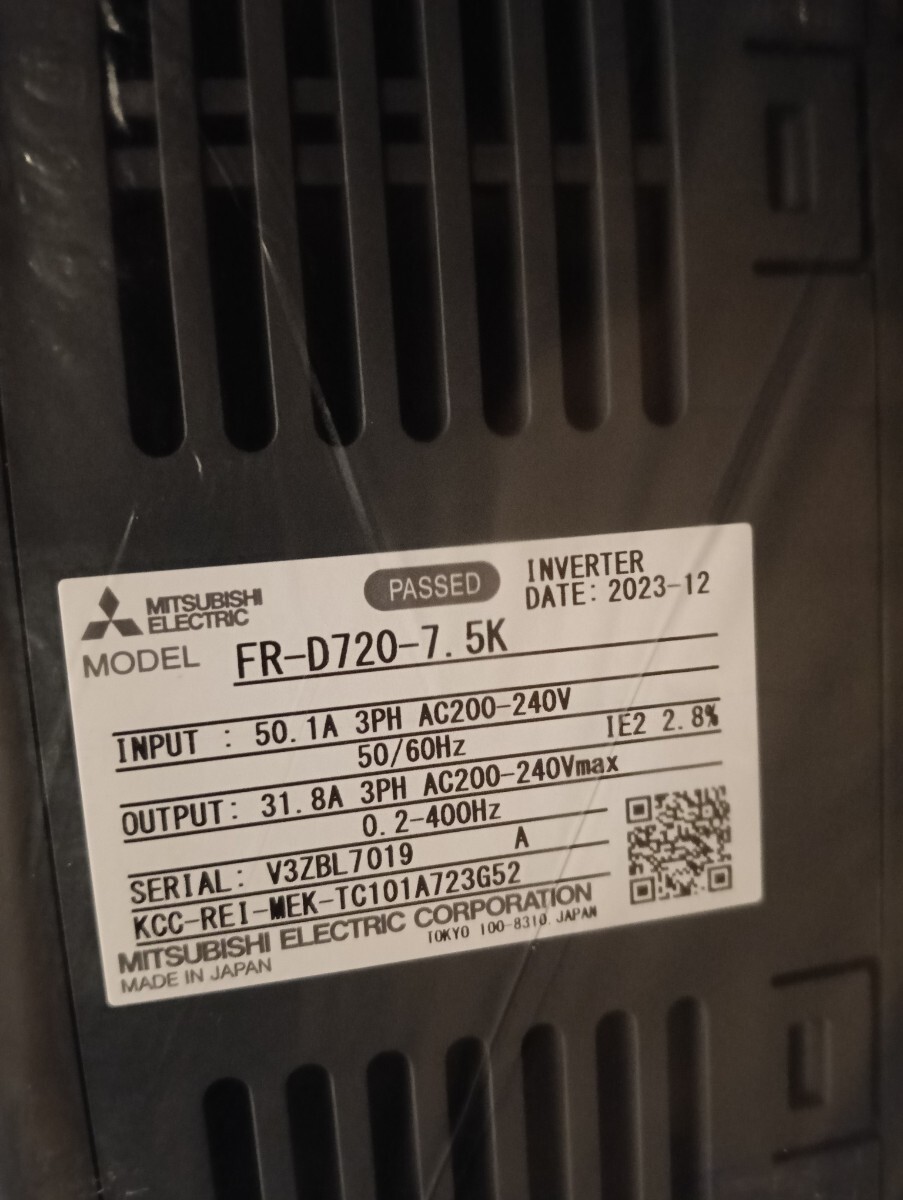 MITSUBISHI
ELECTRIC
PASSED
INVERTER
DATE: 2023-12
MODEL FR-D720-7.5K
INPUT : 50.1A 3PH AC200-240V
50/60Hz IE2 2.8%
OUTPUT: 31.8A 3PH AC200-240Vmax
0.2-400Hz
SERIAL: V3ZBL7019 A
KCC-REI-MEK-TC101A723G52
MITSUBISHI ELECTRIC CORPORATION
TOKYO 100-8310, JAPAN
MADE IN JAPAN